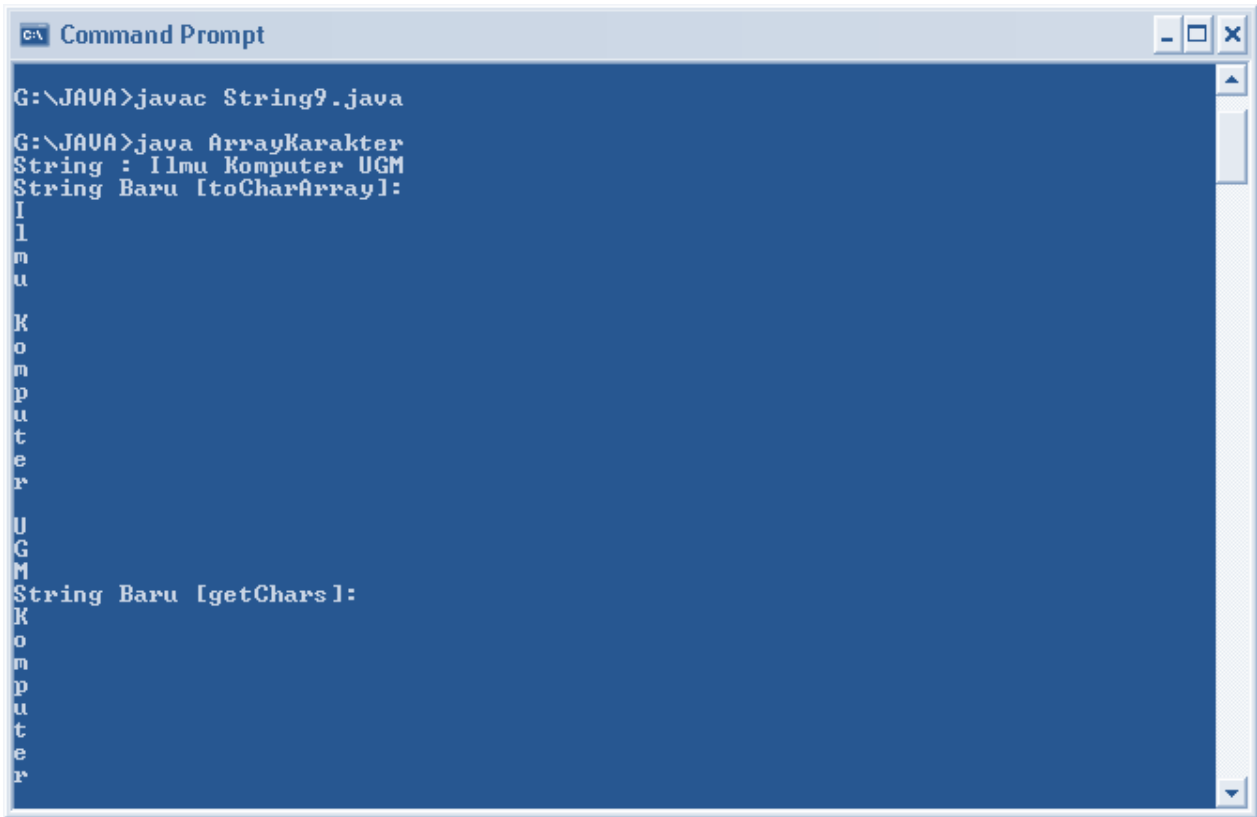 Command Prompt
G:\JAVA>javac String9.java
G:\JAVA>java ArrayKarakter
String : Ilmu Komputer UGM
String Baru [toCharArray]:
I
l
m
u

K
o
m
p
u
t
e
r

U
G
M
String Baru [getChars]:
K
o
m
p
u
t
e
r